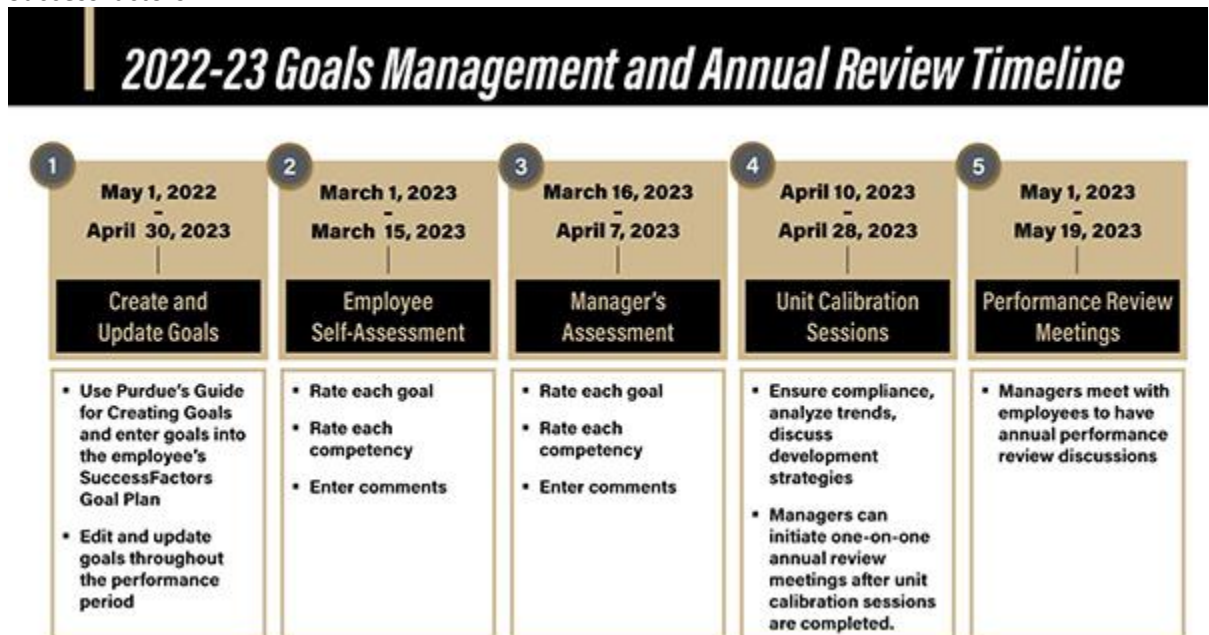 2022-23 Goals Management and Annual Review Timeline
1
May 1, 2022
-
April 30, 2023
Create and
Update Goals
▪ Use Purdue's Guide
for Creating Goals
and enter goals into
the employee's
SuccessFactors
Goal Plan
▪ Edit and update
goals throughout
the performance
period
2
March 1, 2023
-
March 15, 2023
Employee
Self-Assessment
▪ Rate each goal
▪ Rate each
competency
▪ Enter comments
3
March 16, 2023
-
April 7, 2023
Manager's
Assessment
▪ Rate each goal
▪ Rate each
competency
▪ Enter comments
4
April 10, 2023
-
April 28, 2023
Unit Calibration
Sessions
▪ Ensure compliance,
analyze trends,
discuss
development
strategies
▪ Managers can
initiate one-on-one
annual review
meetings after unit
calibration sessions
are completed.
5
May 1, 2023
-
May 19, 2023
Performance Review
Meetings
▪ Managers meet with
employees to have
annual performance
review discussions